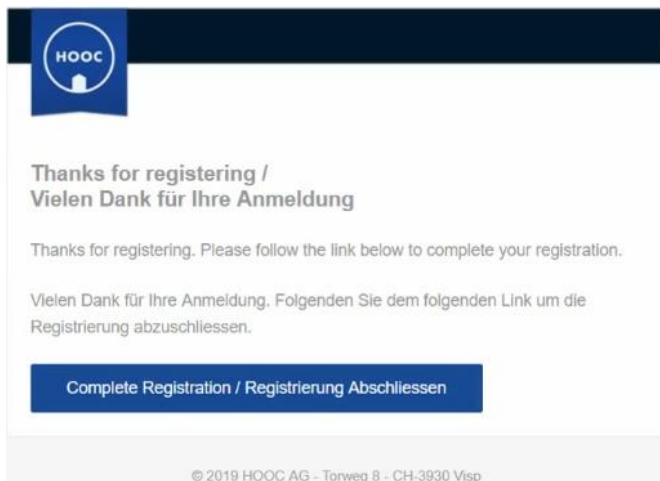 HOOC
Thanks for registering /
Vielen Dank für Ihre Anmeldung
Thanks for registering. Please follow the link below to complete your registration.
Vielen Dank für Ihre Anmeldung. Folgenden Sie dem folgenden Link um die
Registrierung abzuschliessen.
Complete Registration / Registrierung Abschliessen
© 2019 HOOC AG - Torweg 8 - CH-3930 Visp